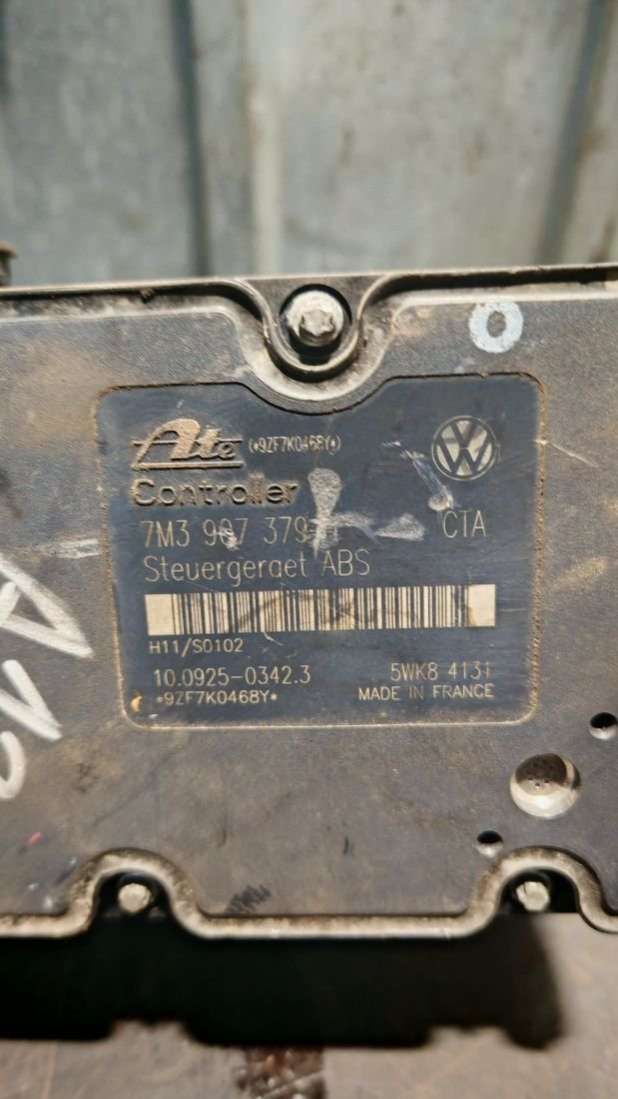 Ate (*9ZF7K0468Y*)
Controller
7M3 907 379 CTA
Steuergeraet ABS
H11/S0102
10.0925-0342.3 5WK8 4131
*9ZF7K0468Y* MADE IN FRANCE